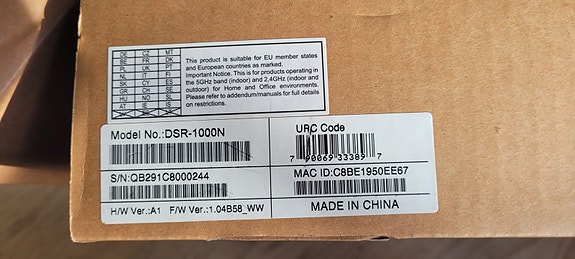 DE CZ MT
BE FR DK
PL UK PT
NL IT FI
SK CY ES
GR CH SE
HU NO SL
AT IE IS
This product is suitable for EU member states
and European countries as marked.
Important Notice. This is for products operating in
the 5GHz band (indoor) and 2,4GHz (indoor and
outdoor) for Home and Office environments.
Please refer to addendum/manuals for full details
on restrictions.
Model No.:DSR-1000N
UPC Code
7 90069 33389 7
S/N:QB291C8000244
MAC ID:C8BE1950EE67
H/W Ver.:A1 F/W Ver.:1.04B58_WW
MADE IN CHINA